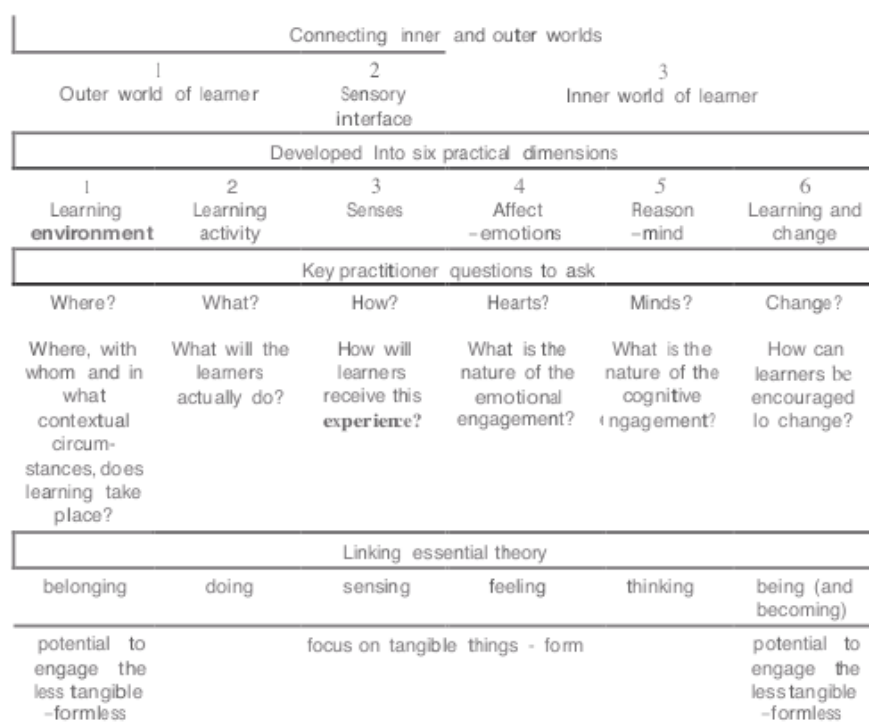 Connecting inner and outer worlds
1 2 3
Outer world of learner Sensory Inner world of learner
interface
Developed Into six practical dimensions
1 2 3 4 5 6
Learning Learning Senses Affect Reason Learning and
environment activity –emotions –mind change
Key practitioner questions to ask
Where? What? How? Hearts? Minds? Change?
Where, with What will the How will What is the What is the How can
whom and in learners learners nature of the nature of the learners be
what actually do? receive this emotional cognitive encouraged
contextual experience? engagement? ngagement? lo change?
circum-
stances, does
learning take
place?
Linking essential theory
belonging doing sensing feeling thinking being (and
becoming)
potential to focus on tangible things - form potential to
engage the engage the
less tangible less tangible
–formless –formless